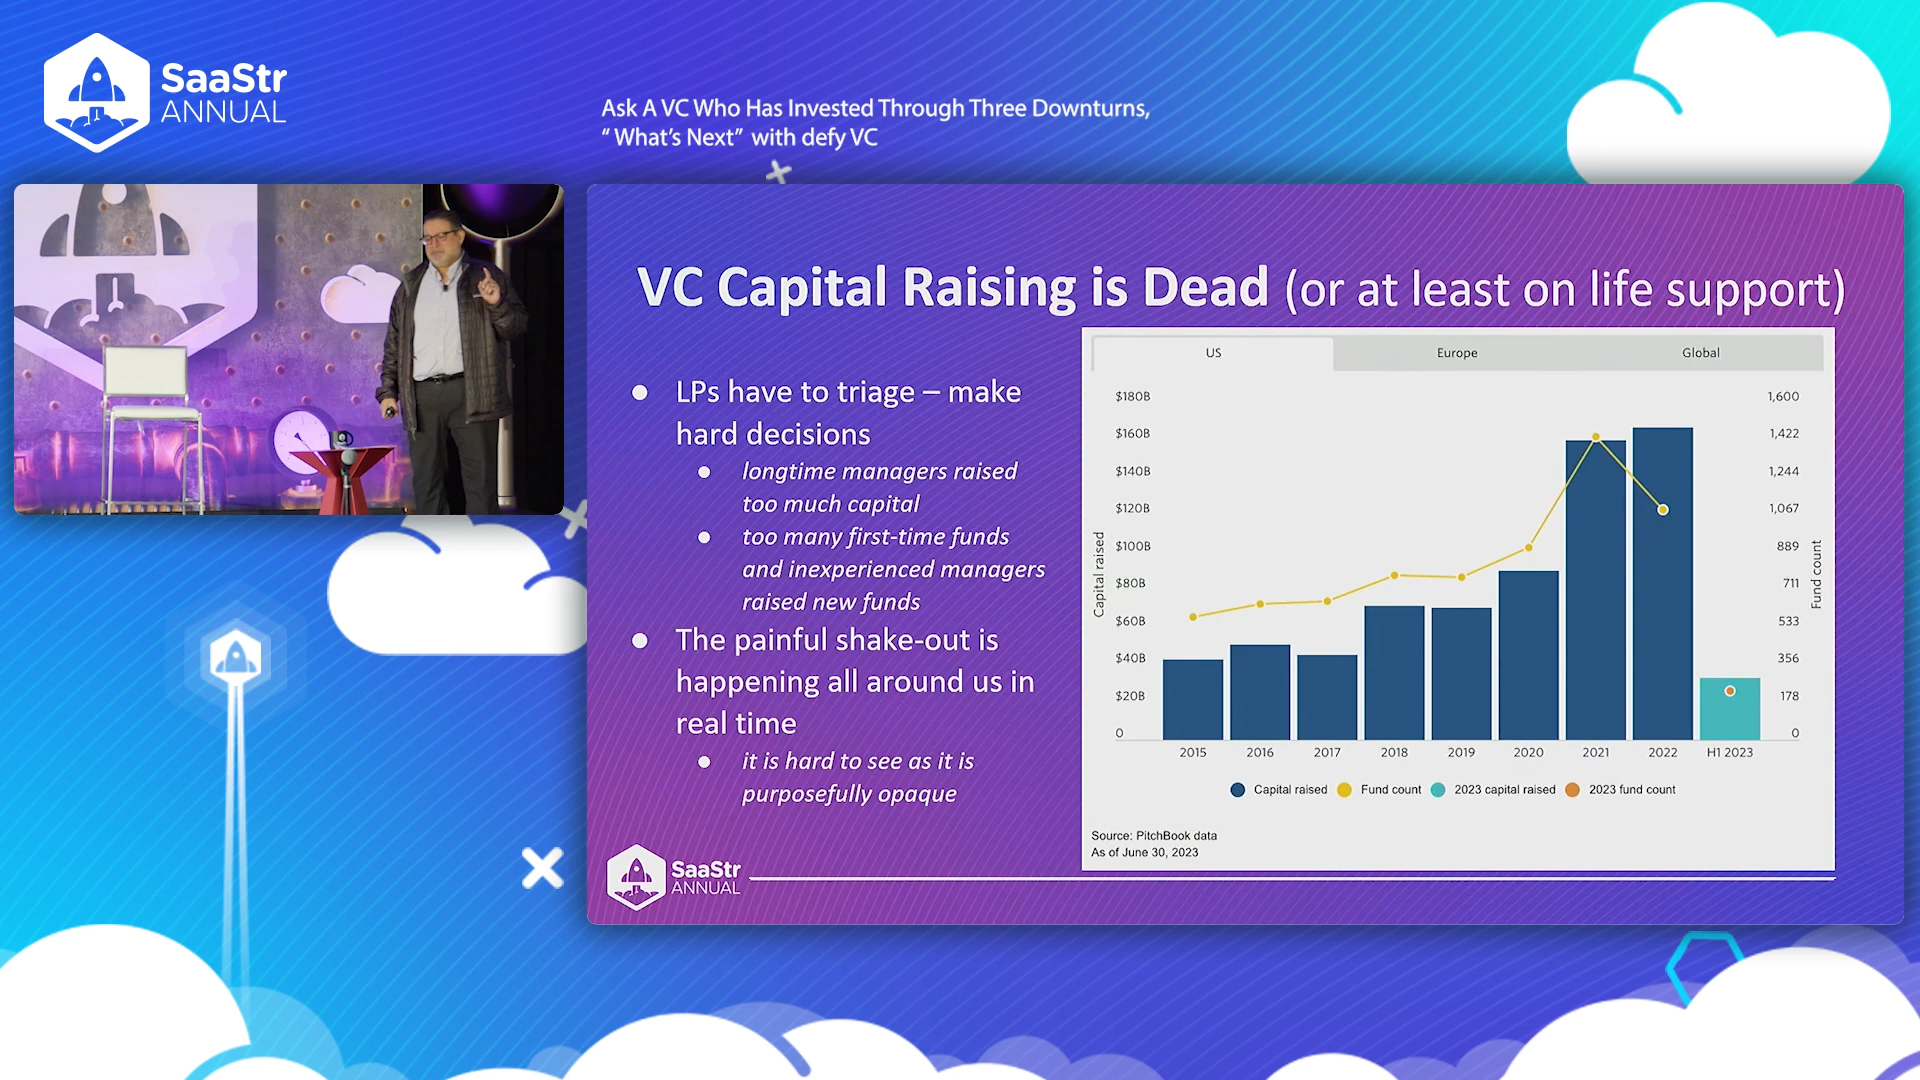 SaaStr
ANNUAL
Ask A VC Who Has Invested Through Three Downturns,
“ What’s Next” with defy VC
VC Capital Raising is Dead (or at least on life support)
● LPs have to triage – make
hard decisions
● longtime managers raised
too much capital
● too many first-time funds
and inexperienced managers
raised new funds
● The painful shake-out is
happening all around us in
real time
● it is hard to see as it is
purposefully opaque
US Europe Global
$180B 1,600
$160B 1,422
$140B 1,244
$120B 1,067
$100B 889
$80B 711
$60B 533
$40B 356
$20B 178
0 0
Capital raised
Fund count
2015 2016 2017 2018 2019 2020 2021 2022 H1 2023
Capital raised Fund count 2023 capital raised 2023 fund count
Source: PitchBook data
As of June 30, 2023
SaaStr
ANNUAL